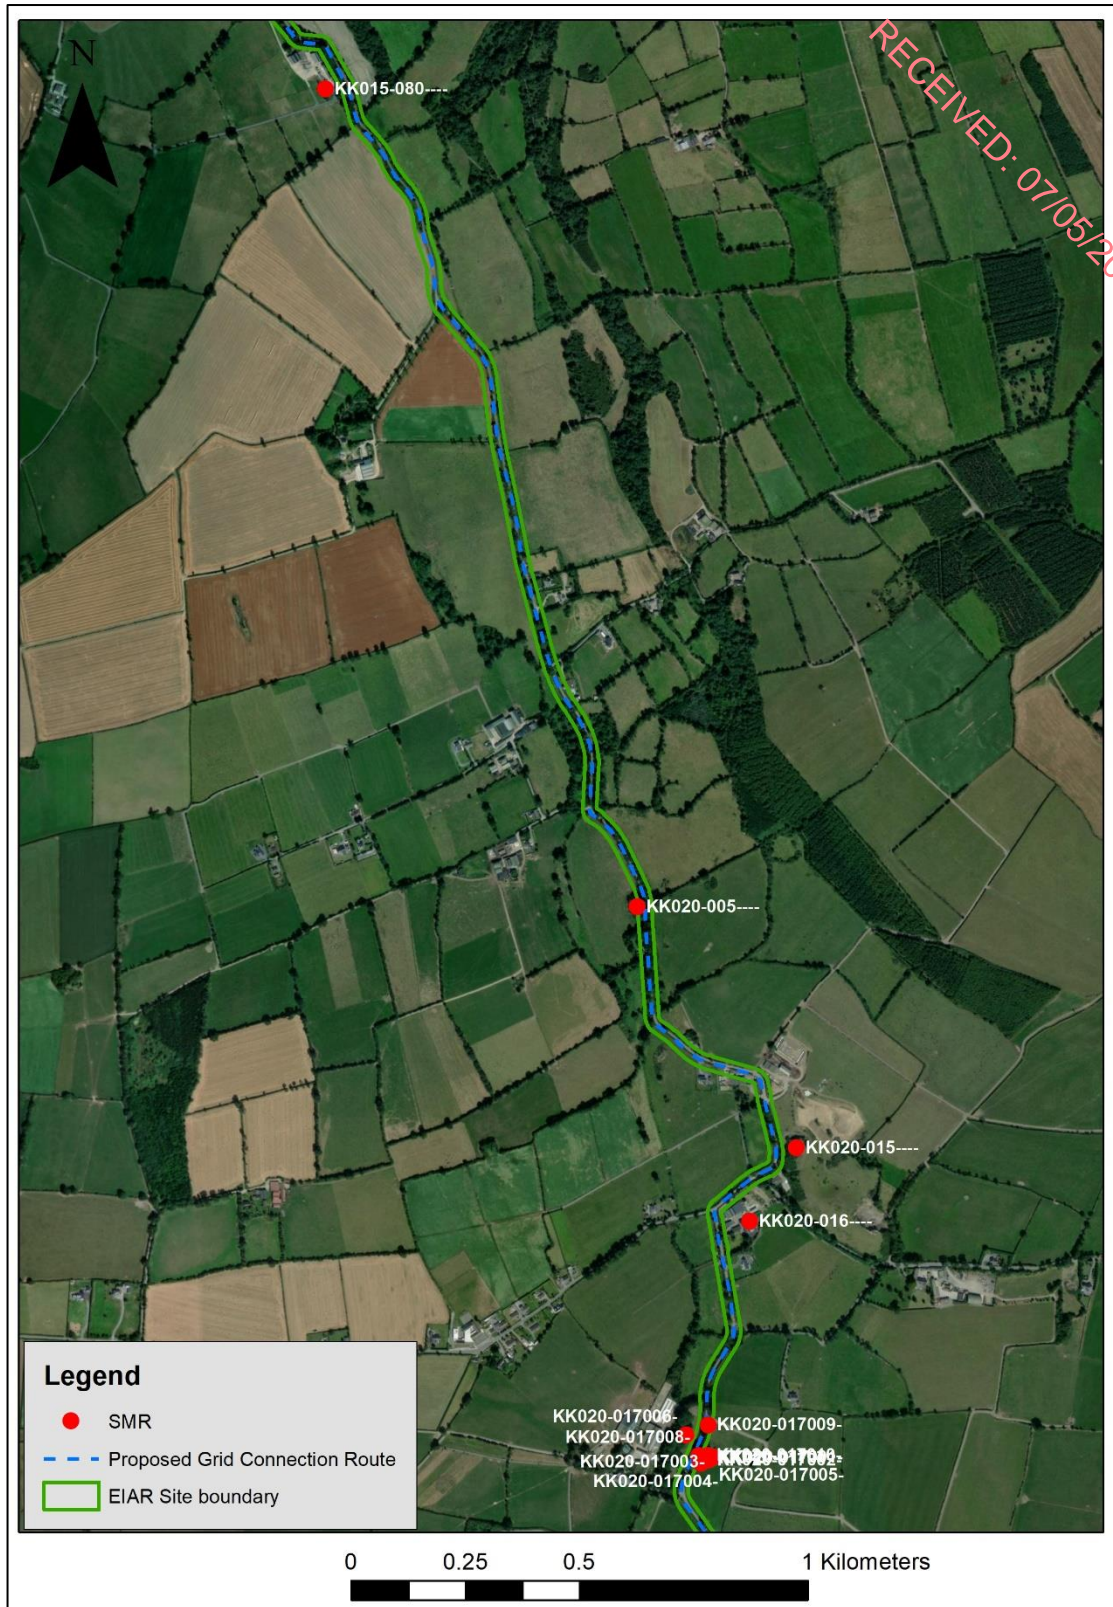 N
RECEIVED: 07/05/20
KK015-080----
KK020-005----
KK020-015----
KK020-016----
KK020-017006-
KK020-017009-
KK020-017008-
KK020-017003-
KK020-017005-
KK020-017004-
Legend
SMR
Proposed Grid Connection Route
EIAR Site boundary
0 0.25 0.5 1 Kilometers